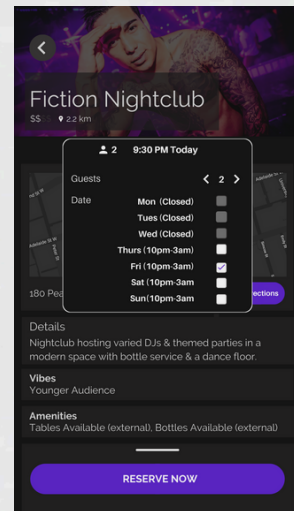 Fiction Nightclub
$$ 2.2 km
2 9:30 PM Today
Guests < 2 >
Date Mon (Closed)
Tues (Closed)
Wed (Closed)
Thurs (10pm-3am)
Fri (10pm-3am)
Sat (10pm-3am
Sun(10pm-3am
Adelaide St W
180 Pea
ections
Details
Nightclub hosting varied DJs & themed parties in a
modern space with bottle service & a dance floor.
Vibes
Younger Audience
Amenities
Tables Available (external), Bottles Available (external)
RESERVE NOW